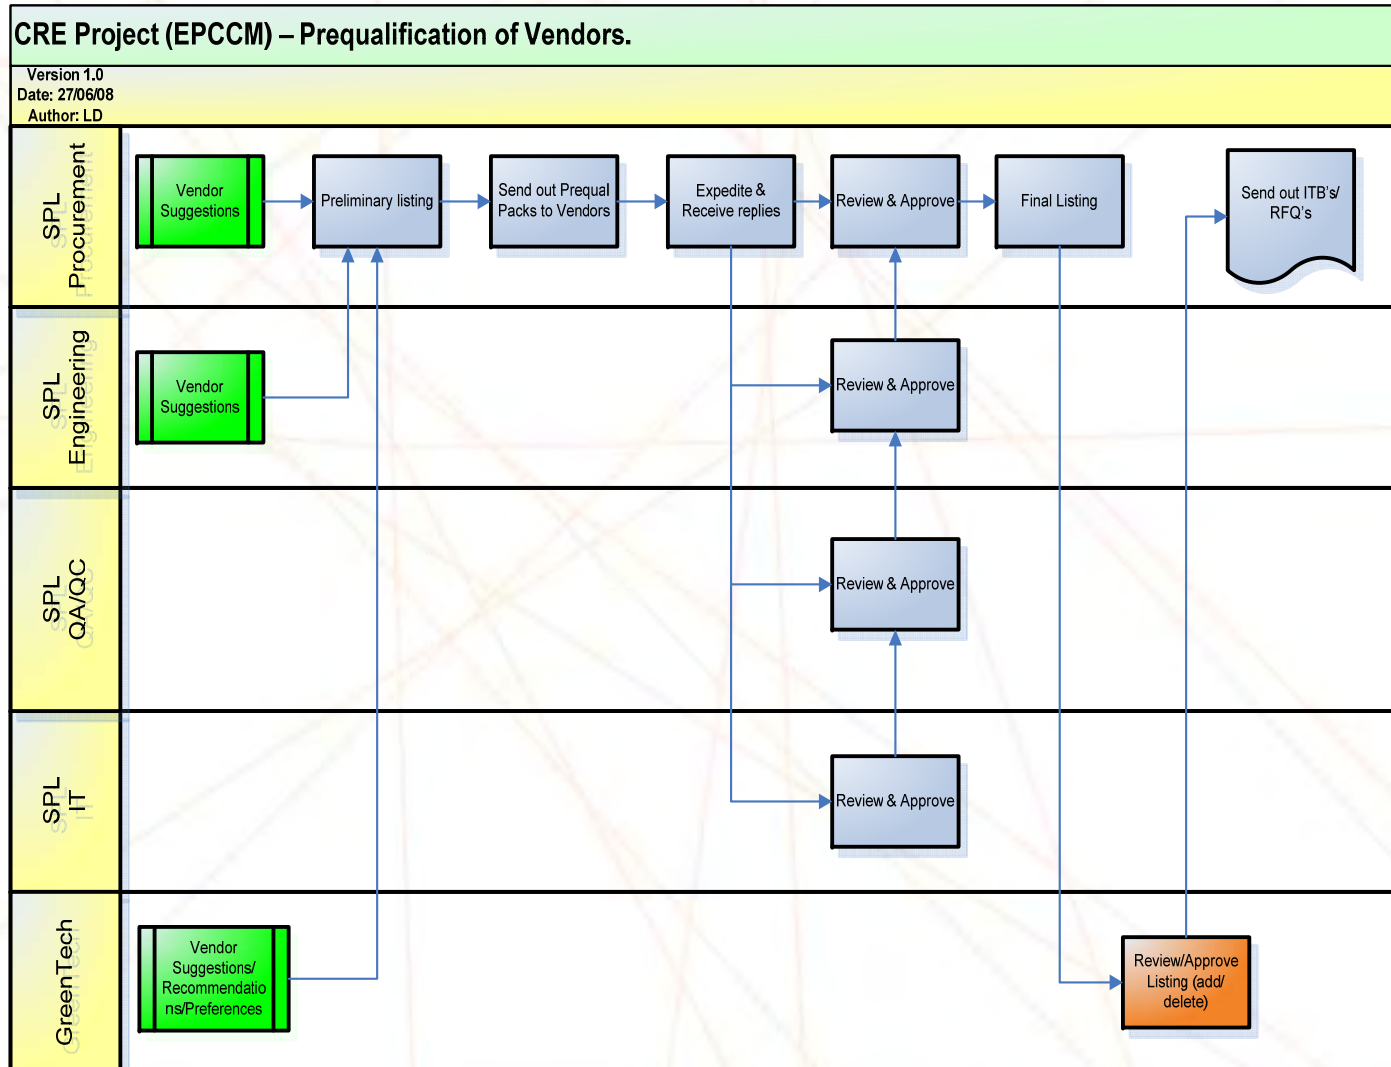 CRE Project (EPCCM) – Prequalification of Vendors.
Version 1.0
Date: 27/06/08
Author: LD
SPL
Procurement
Vendor
Suggestions
Preliminary listing
Send out Prequal
Packs to Vendors
Expedite &
Receive replies
Review & Approve
Final Listing
Send out ITB's/
RFQ's
SPL
Engineering
Vendor
Suggestions
Review & Approve
SPL
QA/QC
Review & Approve
SPL
IT
Review & Approve
GreenTech
Vendor
Suggestions/
Recommendatio
ns/Preferences
Review/Approve
Listing (add/
delete)